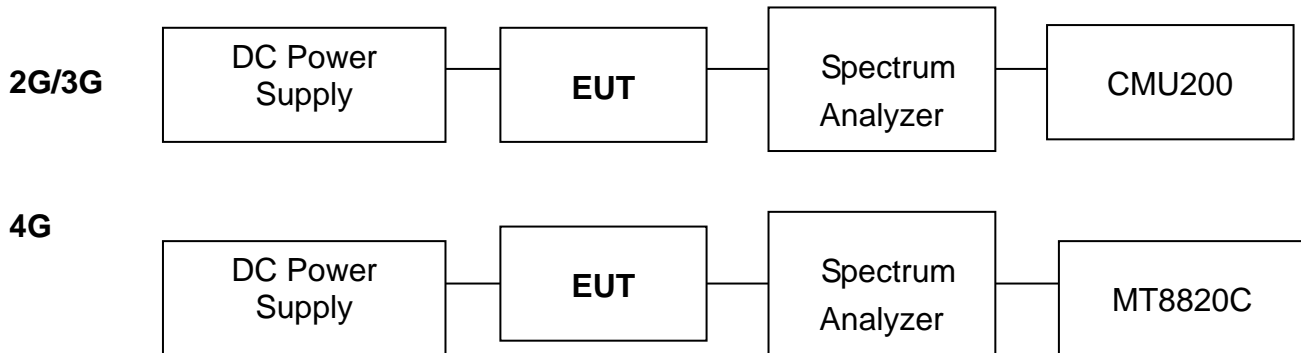 2G/3G
DC Power
Supply
EUT
Spectrum
Analyzer
CMU200
4G
DC Power
Supply
EUT
Spectrum
Analyzer
MT8820C